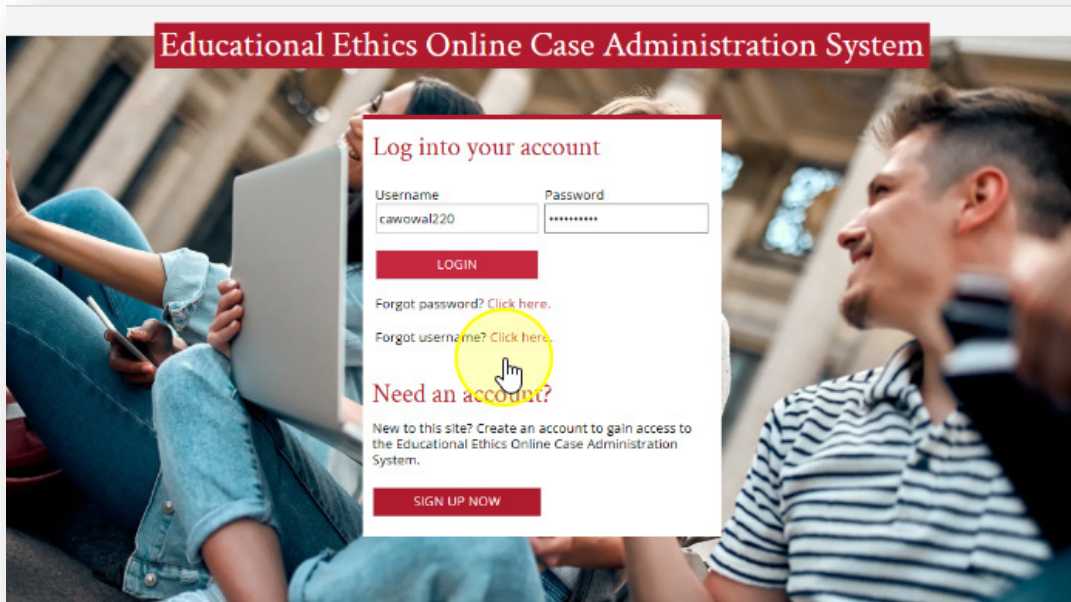 Educational Ethics Online Case Administration System
Log into your account
Username Password
cawowal220 ••••••••••
LOGIN
Forgot password? Click here.
Forgot username? Click here.
Need an account?
New to this site? Create an account to gain access to
the Educational Ethics Online Case Administration
System.
SIGN UP NOW